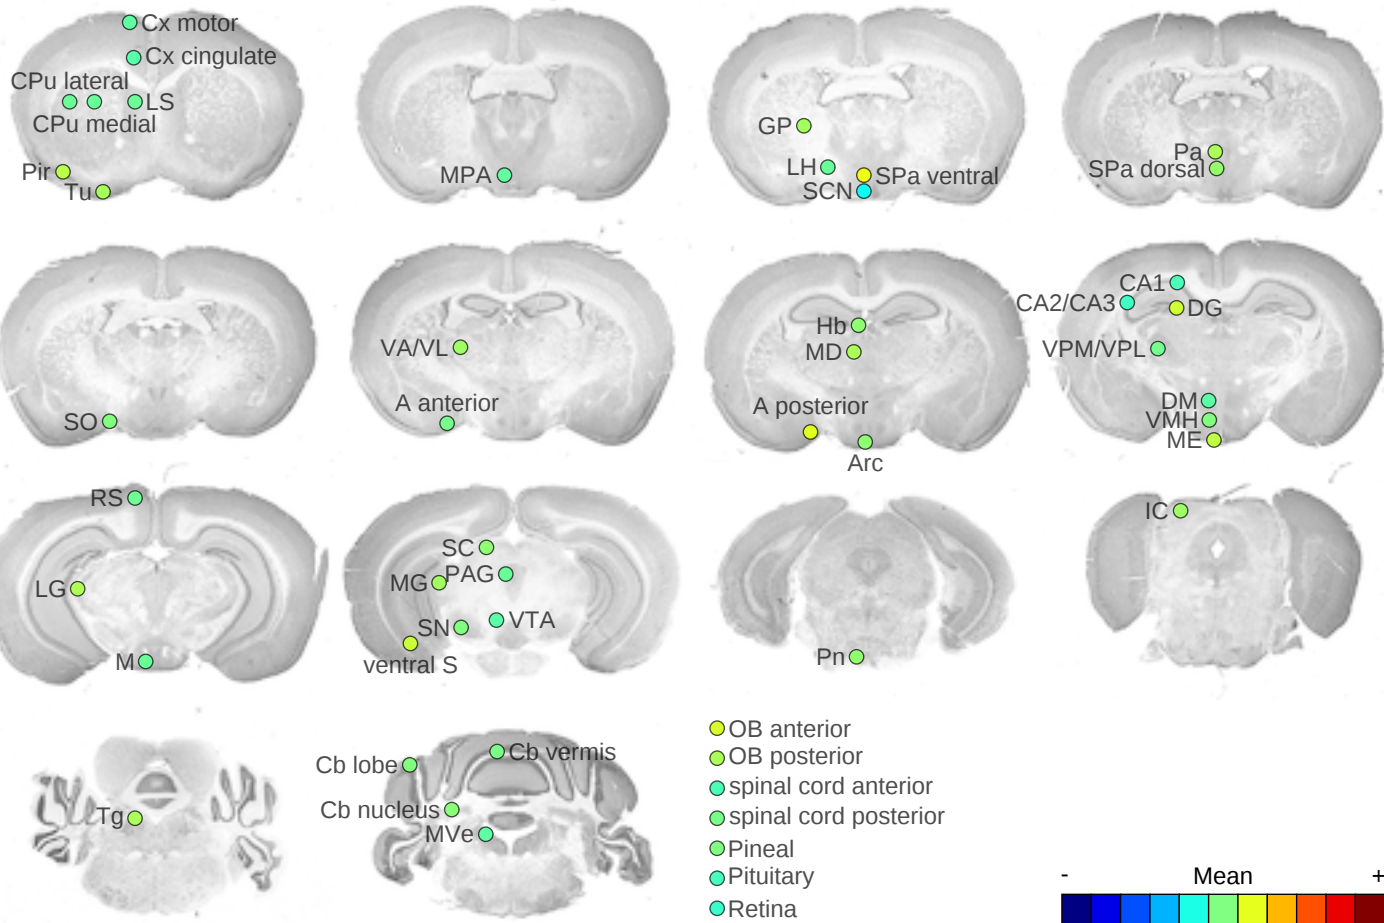 Cx motor
Cx cingulate
CPu lateral
LS
CPu medial
Pir
Tu
MPA
GP
LH
SPa ventral
SCN
Pa
SPa dorsal
SO
VA/VL
A anterior
Hb
MD
A posterior
Arc
CA1
CA2/CA3
DG
VPM/VPL
DM
VMH
ME
RS
LG
M
SC
MG
PAG
SN
VTA
ventral S
Pn
IC
Tg
Cb lobe
Cb vermis
Cb nucleus
MVe
OB anterior
OB posterior
spinal cord anterior
spinal cord posterior
Pineal
Pituitary
Retina
- Mean +